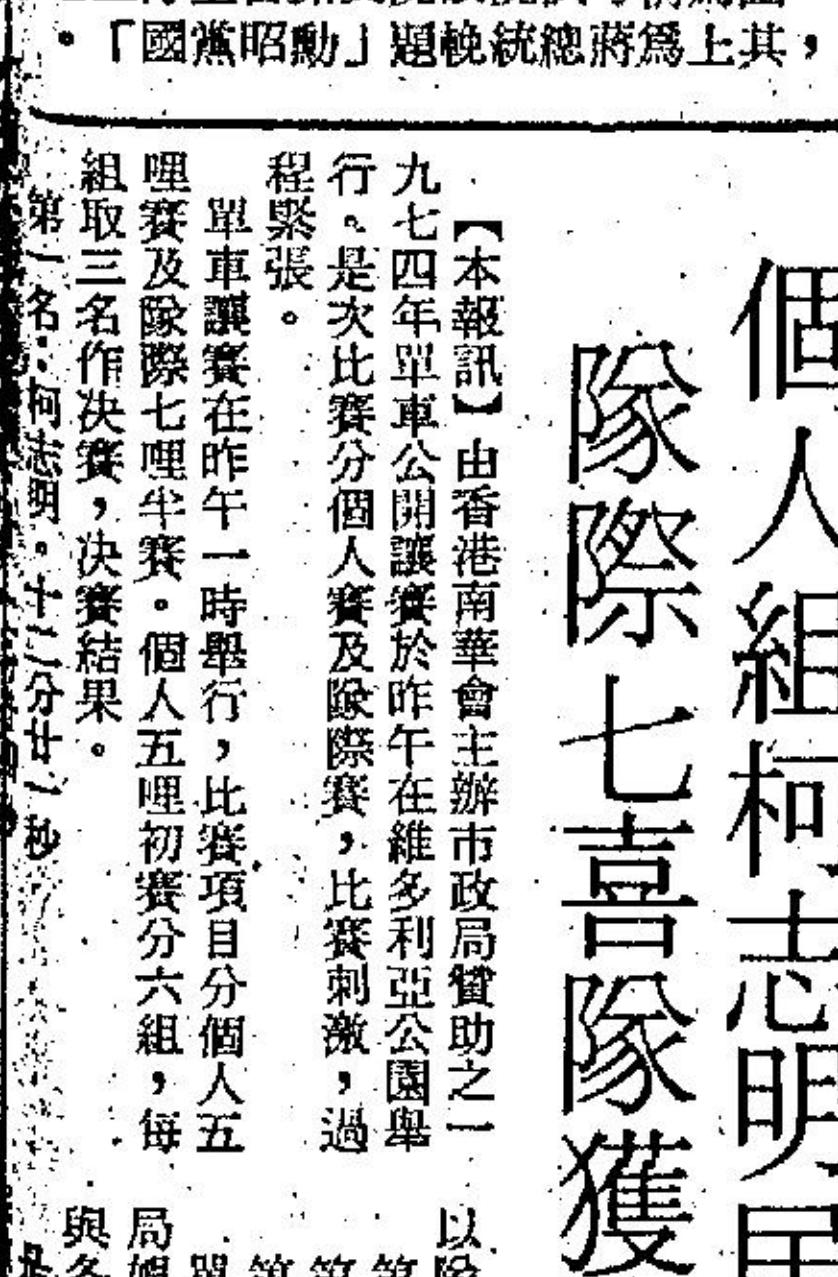 。「國黨昭勳」題輓統總蔣爲上其，
個人組柯志明
隊際七喜隊獲
【本報訊】由香港南華會主辦市政局贊助之一
九七四年單車公開讓賽於昨午在維多利亞公園舉
行。是次比賽分個人賽及隊際賽，比賽刺激，過
程緊張。
單車讓賽在昨午一時舉行，比賽項目分個人五
哩賽及隊際七哩半賽。個人五哩初賽分六組，每
組取三名作决賽，决賽結果。
第一名：柯志明。十二分廿一秒
以
局
與